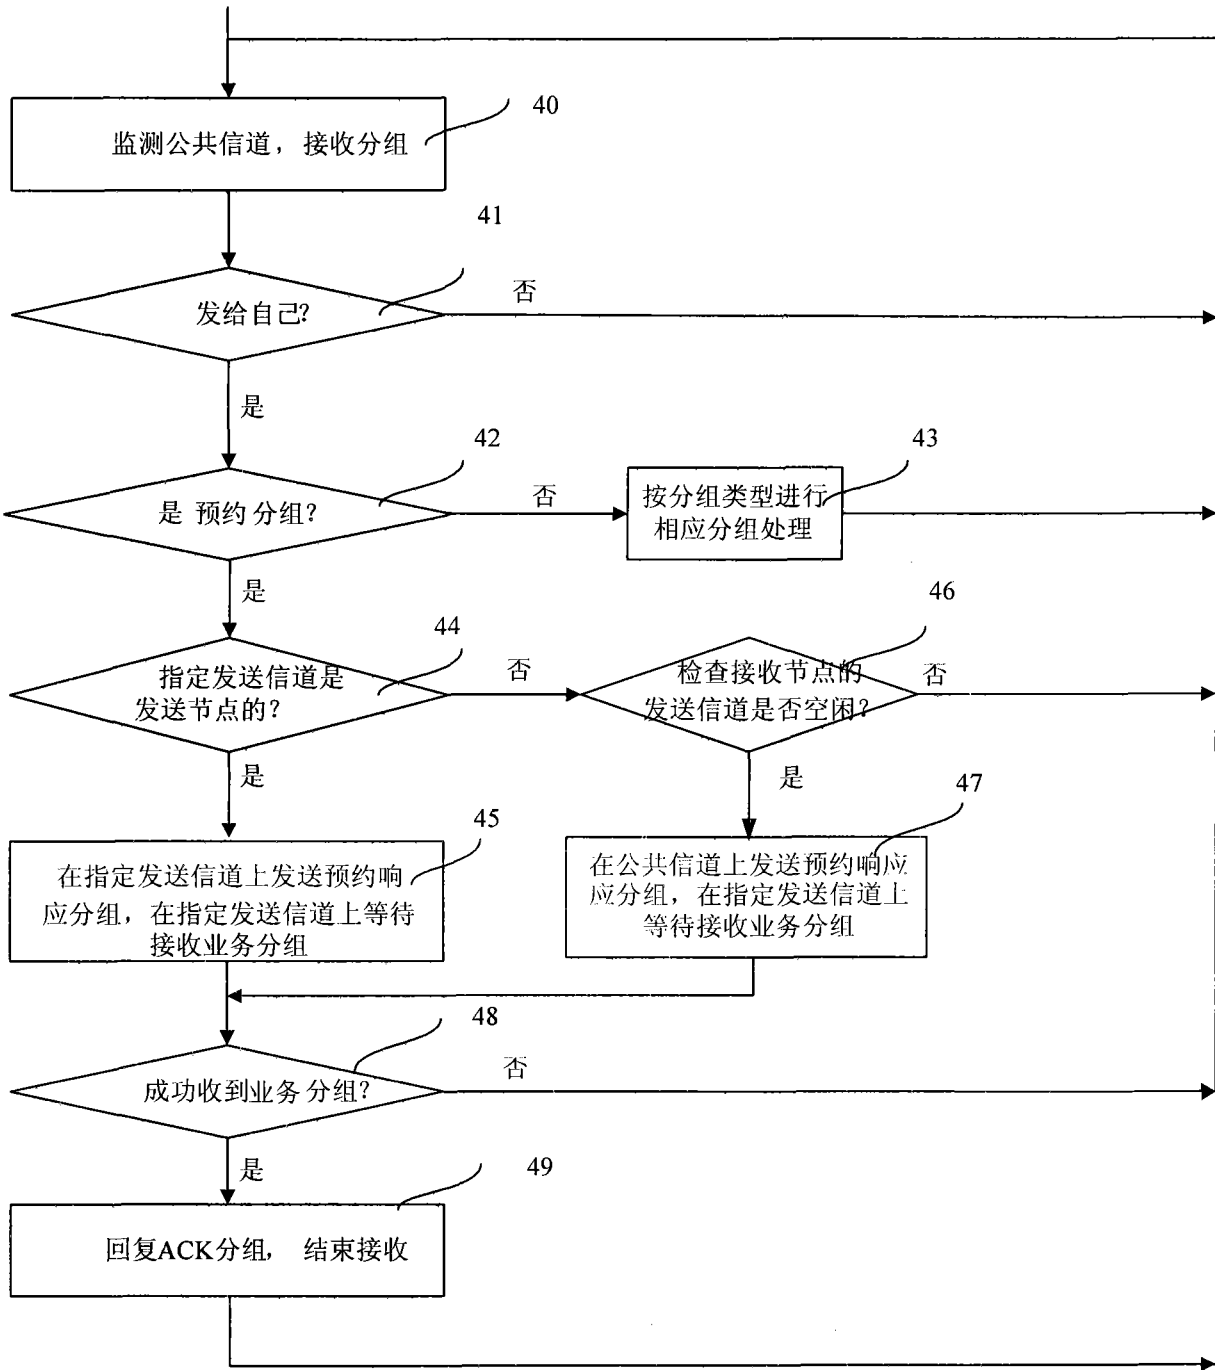 40
监测公共信道，接收分组
41
发给自己?
否
是
42
是 预约分组?
否
43
按分组类型进行
相应分组处理
是
44
指定发送信道是
发送节点的?
否
46
检查接收节点的
发送信道是否空闲?
否
是
是
45
在指定发送信道上发送预约响
应分组，在指定发送信道上等待
接收业务分组
47
在公共信道上发送预约响应
应分组，在指定发送信道上
等待接收业务分组
48
成功收到业务分组?
否
是
49
回复ACK分组， 结束接收